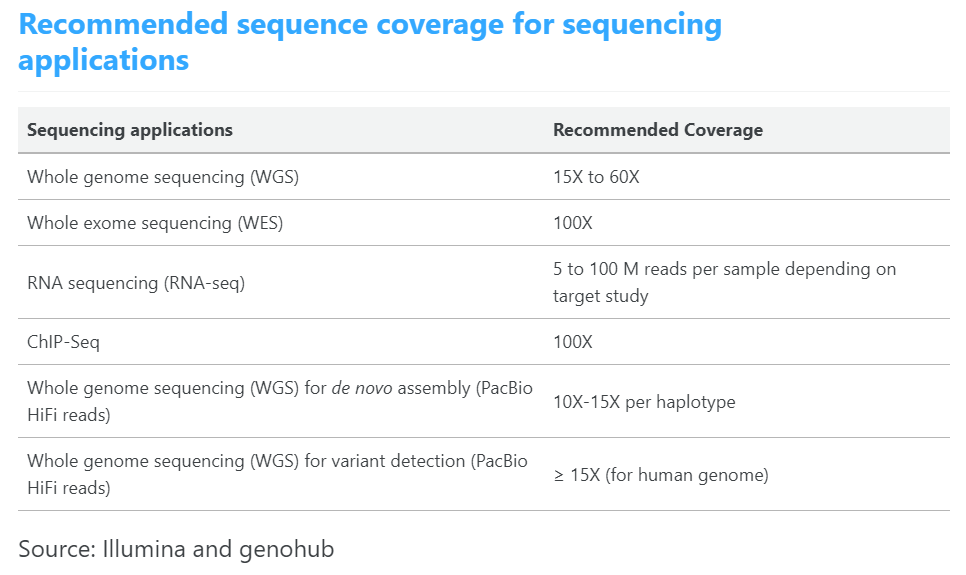 Recommended sequence coverage for sequencing
applications
Sequencing applications Recommended Coverage
Whole genome sequencing (WGS) 15X to 60X
Whole exome sequencing (WES) 100X
RNA sequencing (RNA-seq) 5 to 100 M reads per sample depending on
target study
ChIP-Seq 100X
Whole genome sequencing (WGS) for de novo assembly (PacBio
HiFi reads) 10X-15X per haplotype
Whole genome sequencing (WGS) for variant detection (PacBio
HiFi reads) ≥ 15X (for human genome)
Source: Illumina and genohub